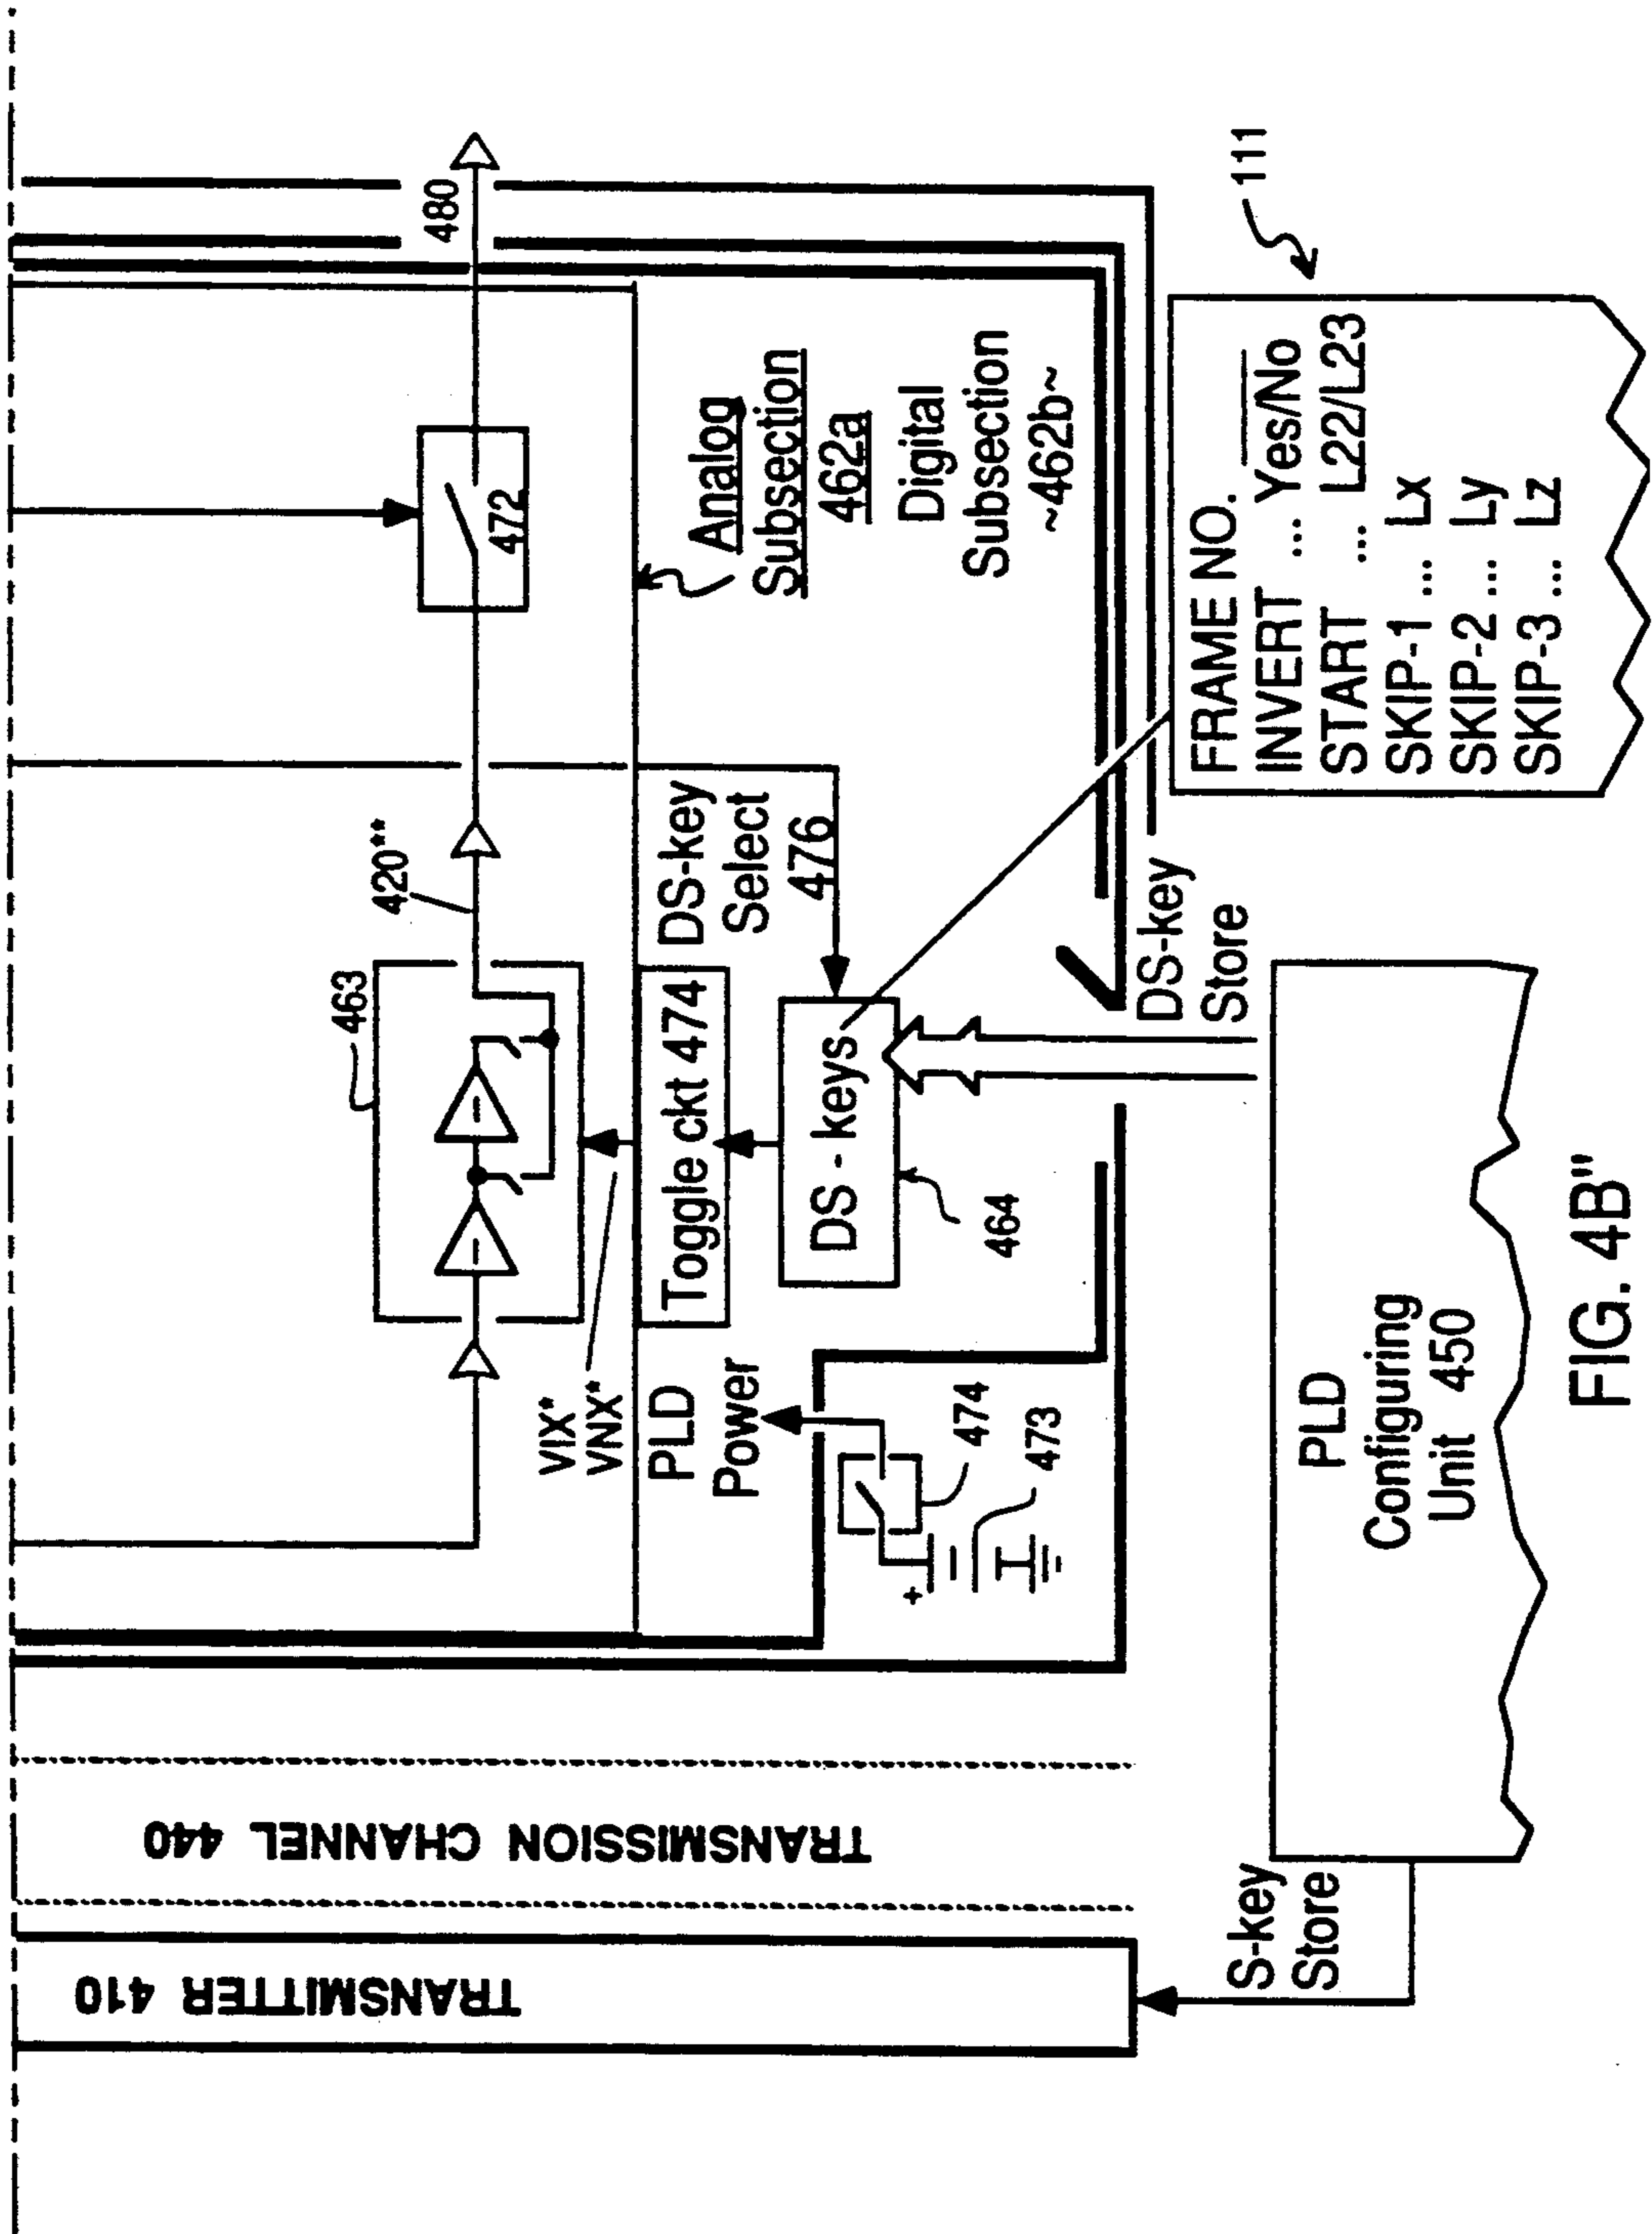 TRANSMITTER 410
TRANSMISSION CHANNEL 440
463
420**
480
472
VIX*
VNX*
PLD
Power
Toggle ckt 474
DS-key
Select
476
Analog
Subsection
462a
Digital
Subsection
~462b~
+
474
473
DS - keys
464
DS-key
Store
S-key
Store
PLD
Configuring
Unit 450
111
FRAME NO.
INVERT ... Yes/No
START ... L22/L23
SKIP-1 ... Lx
SKIP-2 ... Ly
SKIP-3 ... Lz
FIG. 4B"